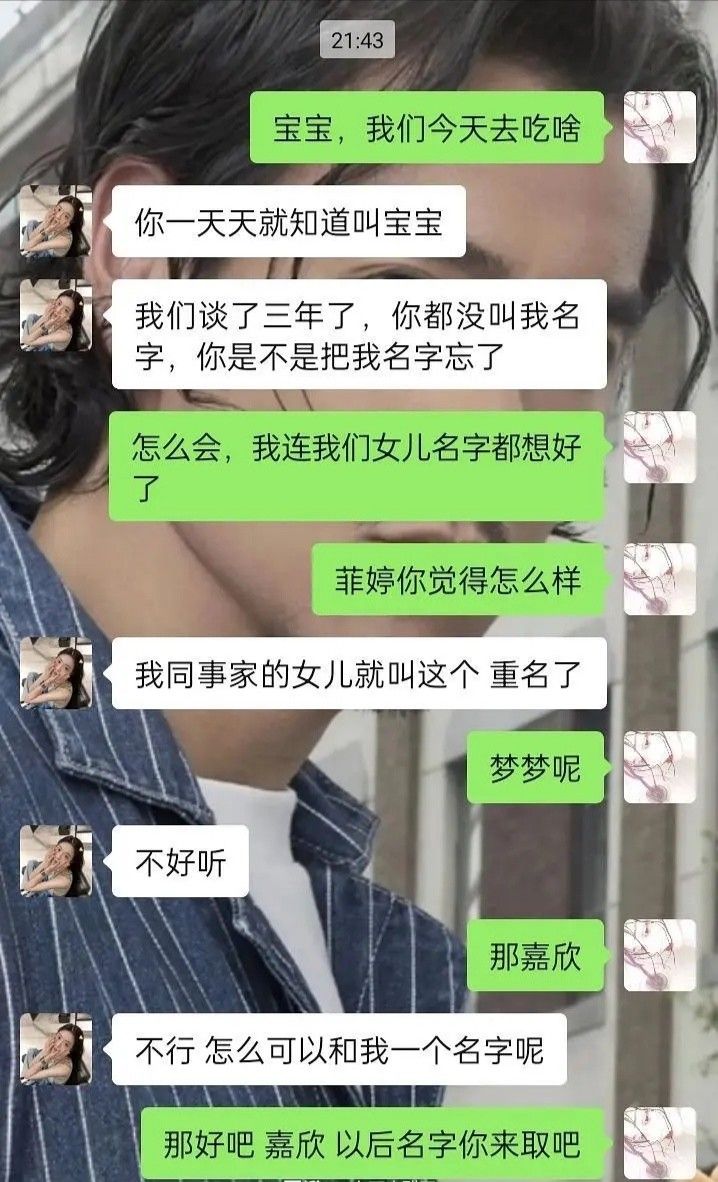 21:43
宝宝，我们今天去吃啥
你一天天就知道叫宝宝
我们谈了三年了，你都没叫我名
字，你是不是把我名字忘了
怎么会，我连我们女儿名字都想好
了
菲婷你觉得怎么样
我同事家的女儿就叫这个 重名了
梦梦呢
不好听
那嘉欣
不行 怎么可以和我一个名字呢
那好吧 嘉欣 以后名字你来取吧